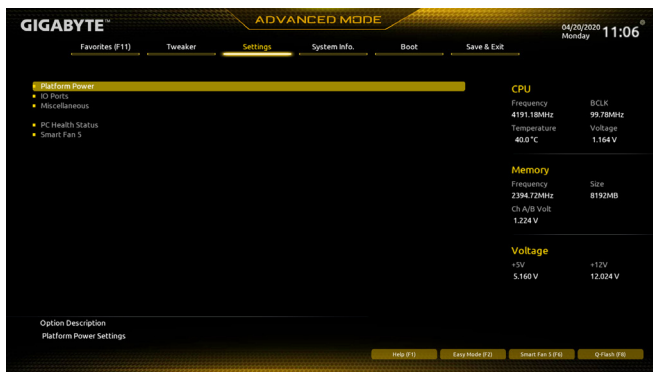 GIGABYTE™
ADVANCED MODE
04/20/2020 Monday 11:06
Favorites (F11) Tweaker Settings System Info. Boot Save & Exit
Platform Power
IO Ports
Miscellaneous
PC Health Status
Smart Fan 5
CPU
Frequency BCLK
4191.18MHz 99.78MHz
Temperature Voltage
40.0 °C 1.164 V
Memory
Frequency Size
2394.72MHz 8192MB
Ch A/B Volt
1.224 V
Voltage
+5V +12V
5.160 V 12.024 V
Option Description
Platform Power Settings
Help (F1) Easy Mode (F2) Smart Fan 5 (F6) Q-Flash (F8)